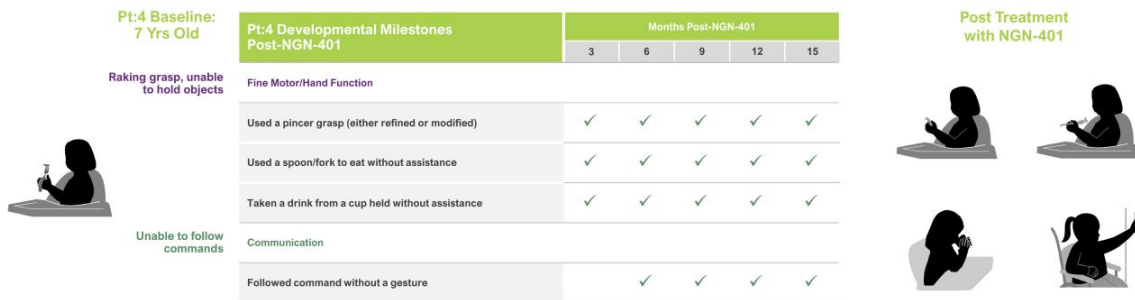 Pt:4 Baseline:
7 Yrs Old
Pt:4 Developmental Milestones
Post-NGN-401
Months Post-NGN-401
3 6 9 12 15
Post Treatment
with NGN-401
Raking grasp, unable
to hold objects
Fine Motor/Hand Function
Used a pincer grasp (either refined or modified) ✓ ✓ ✓ ✓ ✓
Used a spoon/fork to eat without assistance ✓ ✓ ✓ ✓ ✓
Taken a drink from a cup held without assistance ✓ ✓ ✓ ✓ ✓
Unable to follow
commands
Communication
Followed command without a gesture ✓ ✓ ✓ ✓